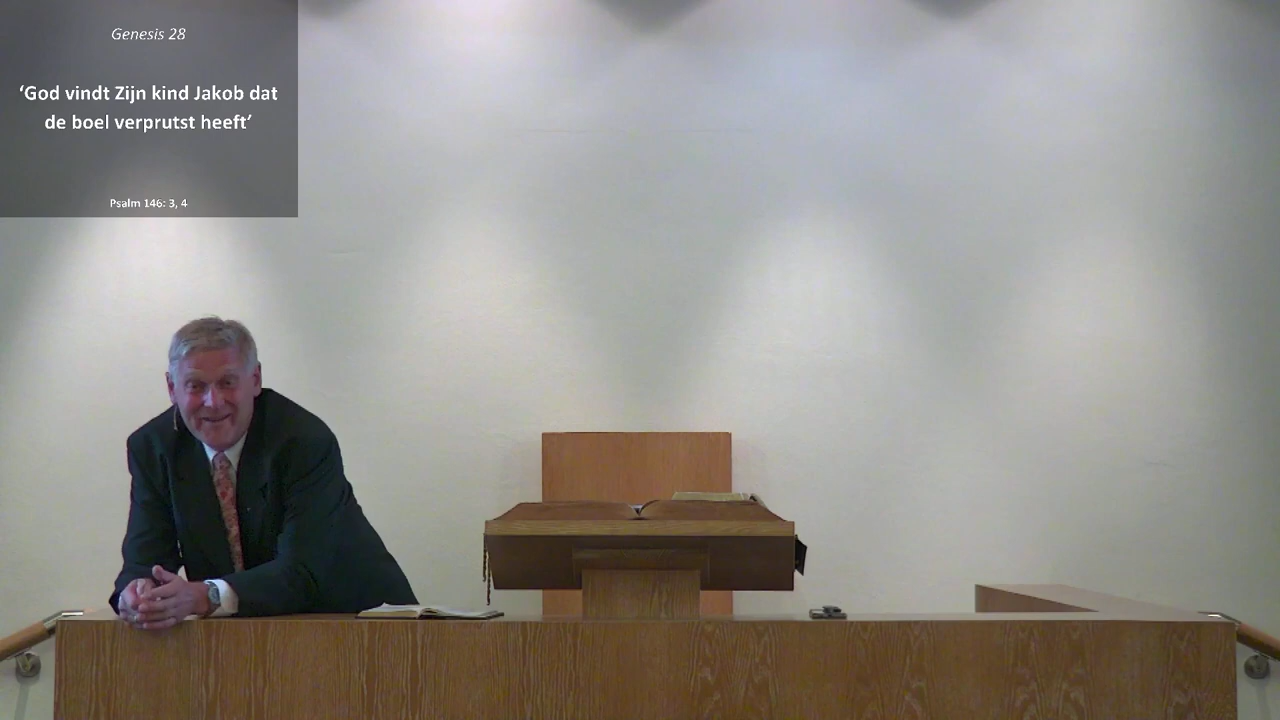 Genesis 28
‘God vindt Zijn kind Jakob dat
de boel verprutst heeft’
Psalm 146: 3, 4